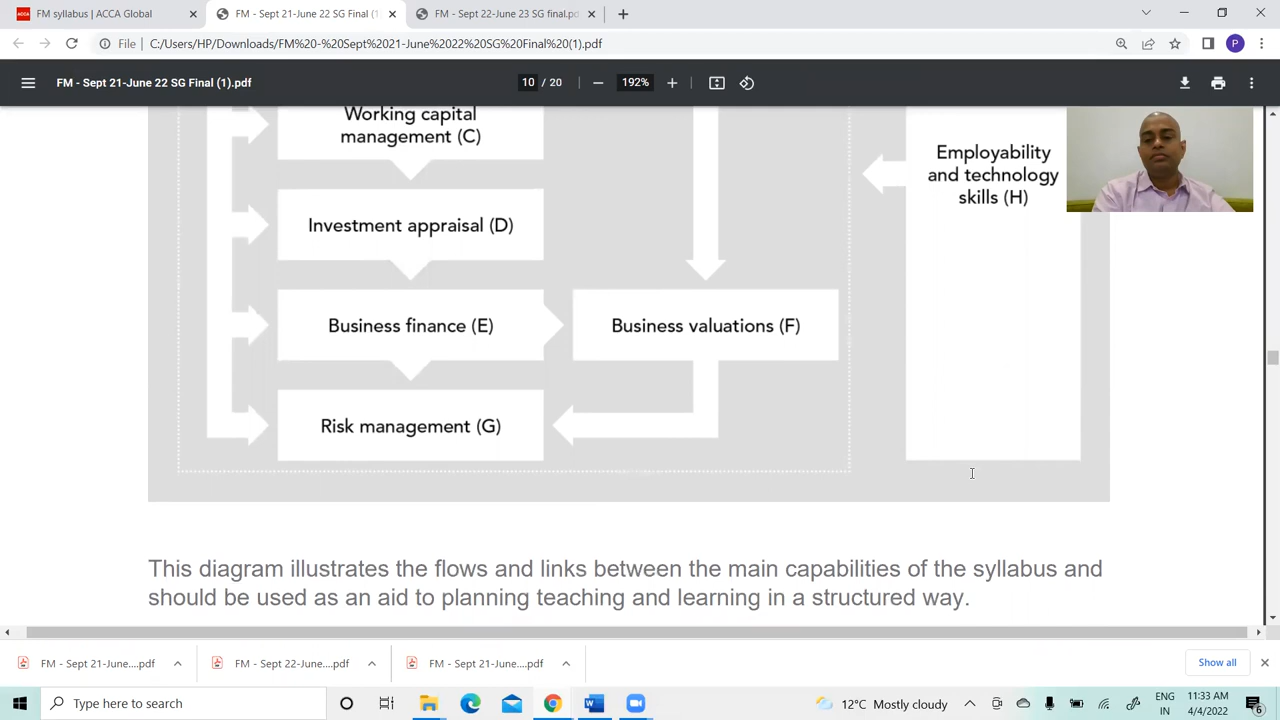 FM syllabus | ACCA Global
FM - Sept 21-June 22 SG Final (1
FM - Sept 22-June 23 SG final.pd
File
C:/Users/HP/Downloads/FM%20-%20Sept%2021-June%2022%20SG%20Final%20(1).pdf
P
FM - Sept 21-June 22 SG Final (1).pdf
10 / 20
192%
Working capital
management (C)
Investment appraisal (D)
Business finance (E)
Business valuations (F)
Risk management (G)
Employability
and technology
skills (H)
This diagram illustrates the flows and links between the main capabilities of the syllabus and
should be used as an aid to planning teaching and learning in a structured way.
FM - Sept 21-June....pdf
FM - Sept 22-June....pdf
FM - Sept 21-June....pdf
Show all
Type here to search
12°C Mostly cloudy
ENG
IN
11:33 AM
4/4/2022
6